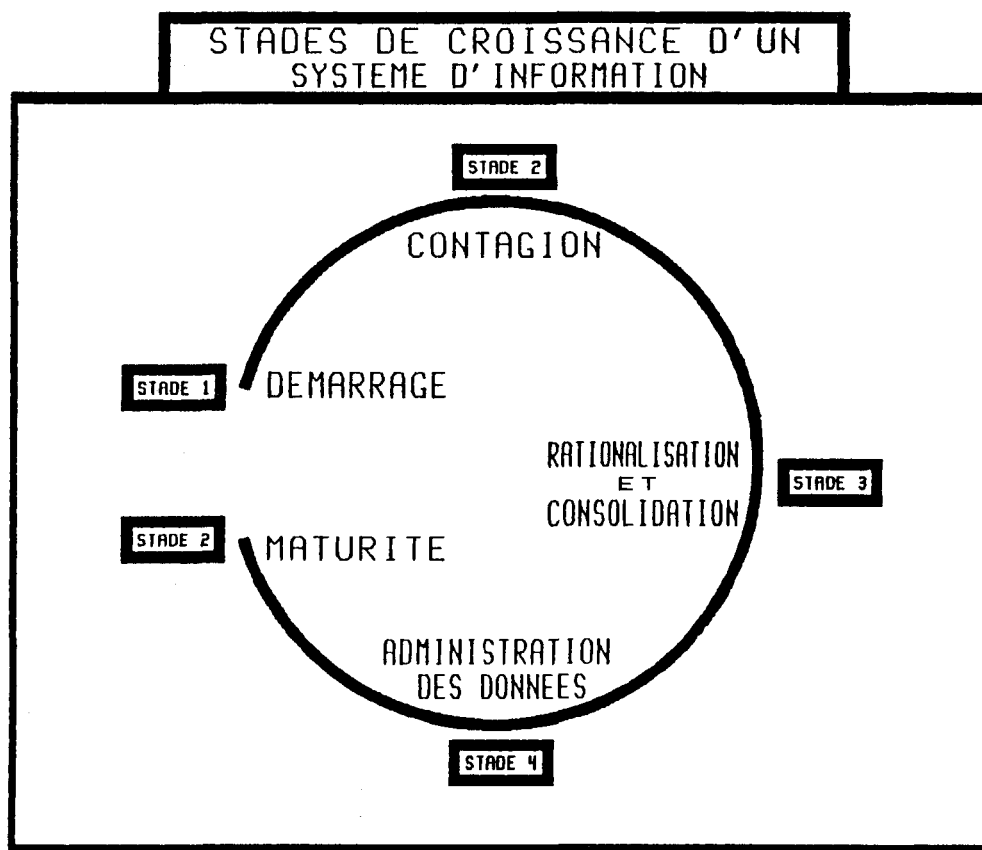 STADES DE CROISSANCE D'UN
SYSTEME D'INFORMATION
STADE 2
CONTAGION
STADE 1
DEMARRAGE
RATIONALISATION
ET
CONSOLIDATION
STADE 3
STADE 2
MATURITE
ADMINISTRATION
DES DONNEES
STADE 4